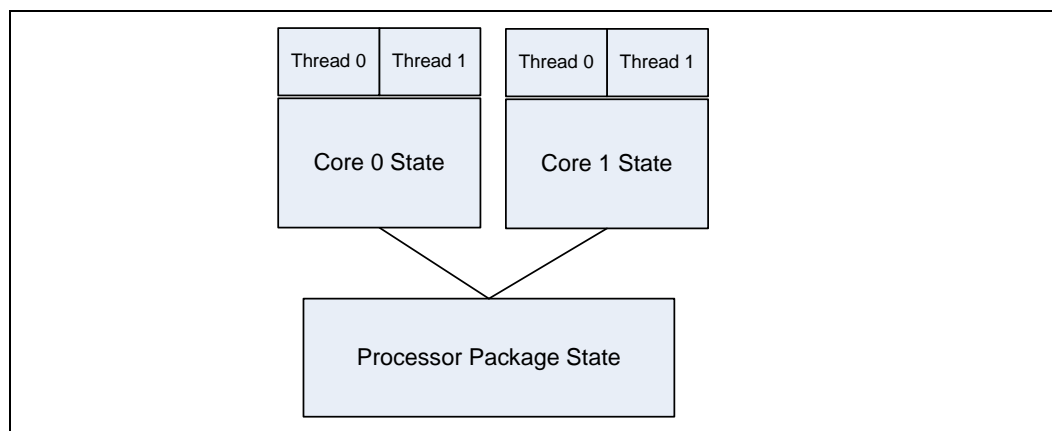 Thread 0 Thread 1 Thread 0 Thread 1
Core 0 State Core 1 State
Processor Package State